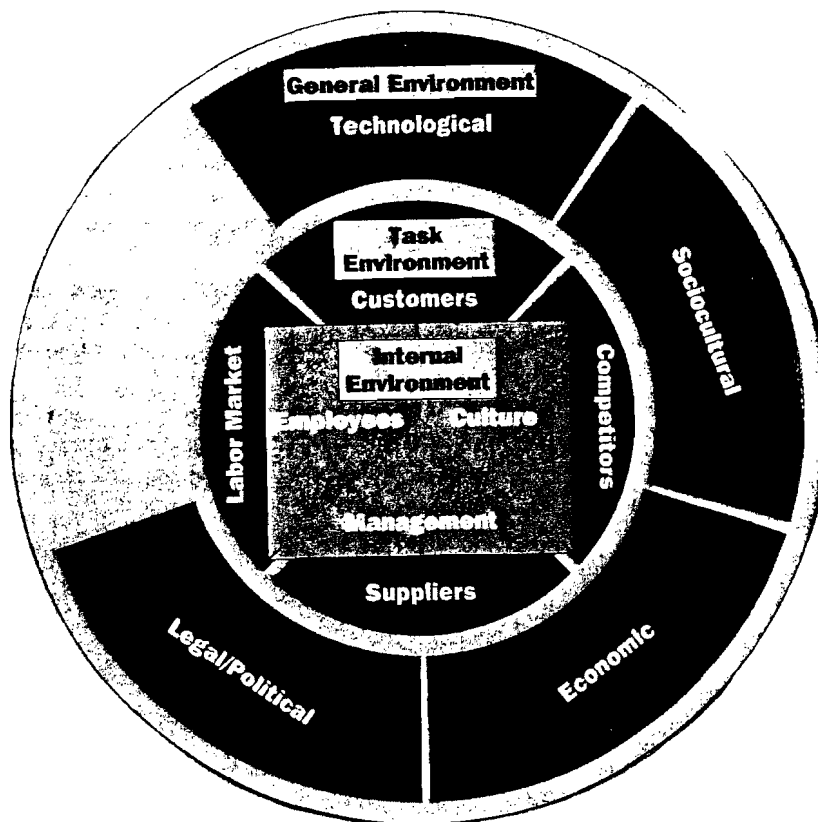 General Environment
Technological
Task
Environment
Customers
Sociocultural
Internal
Environment
Labor Market
Competitors
Employees Culture
Management
Suppliers
Legal/Political
Economic